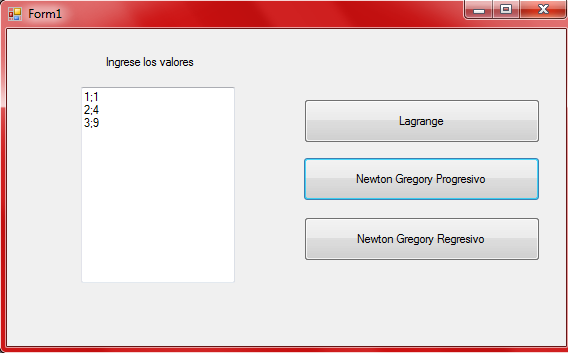 Form1
Ingrese los valores
1;1
2;4
3;9
Lagrange
Newton Gregory Progresivo
Newton Gregory Regresivo